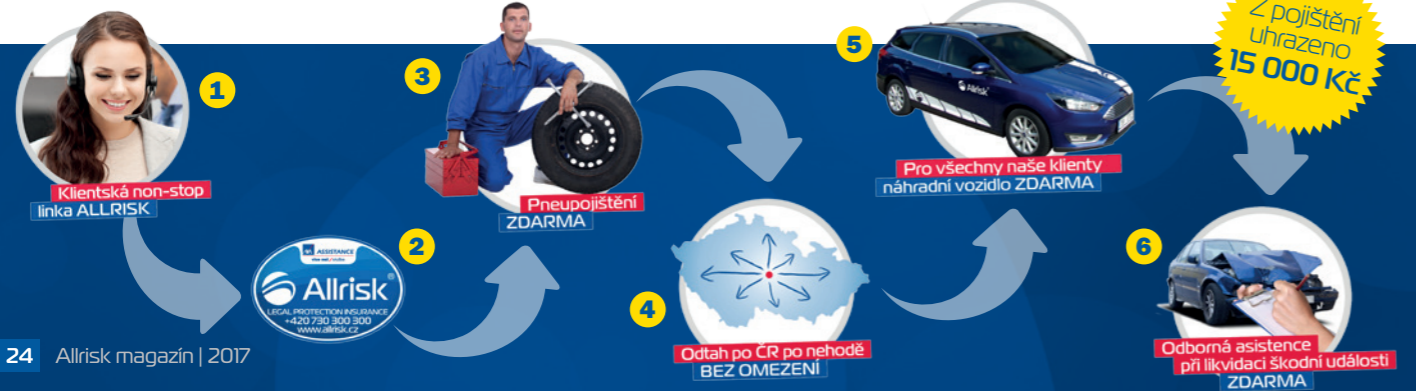 1
Klientská non-stop
linka ALLRISK
2
ASSISTANCE
Allrisk®
LEGAL PROTECTION INSURANCE
+420 730 300 300
www.allrisk.cz
3
Pneupojištění
ZDARMA
4
Odtah po ČR po nehodě
BEZ OMEZENÍ
5
Allrisk
Pro všechny naše klienty
náhradní vozidlo ZDARMA
Z pojištění
uhrazeno
15 000 Kč
6
Odborná asistence
při likvidaci škodní události
ZDARMA
24 Allrisk magazín | 2017